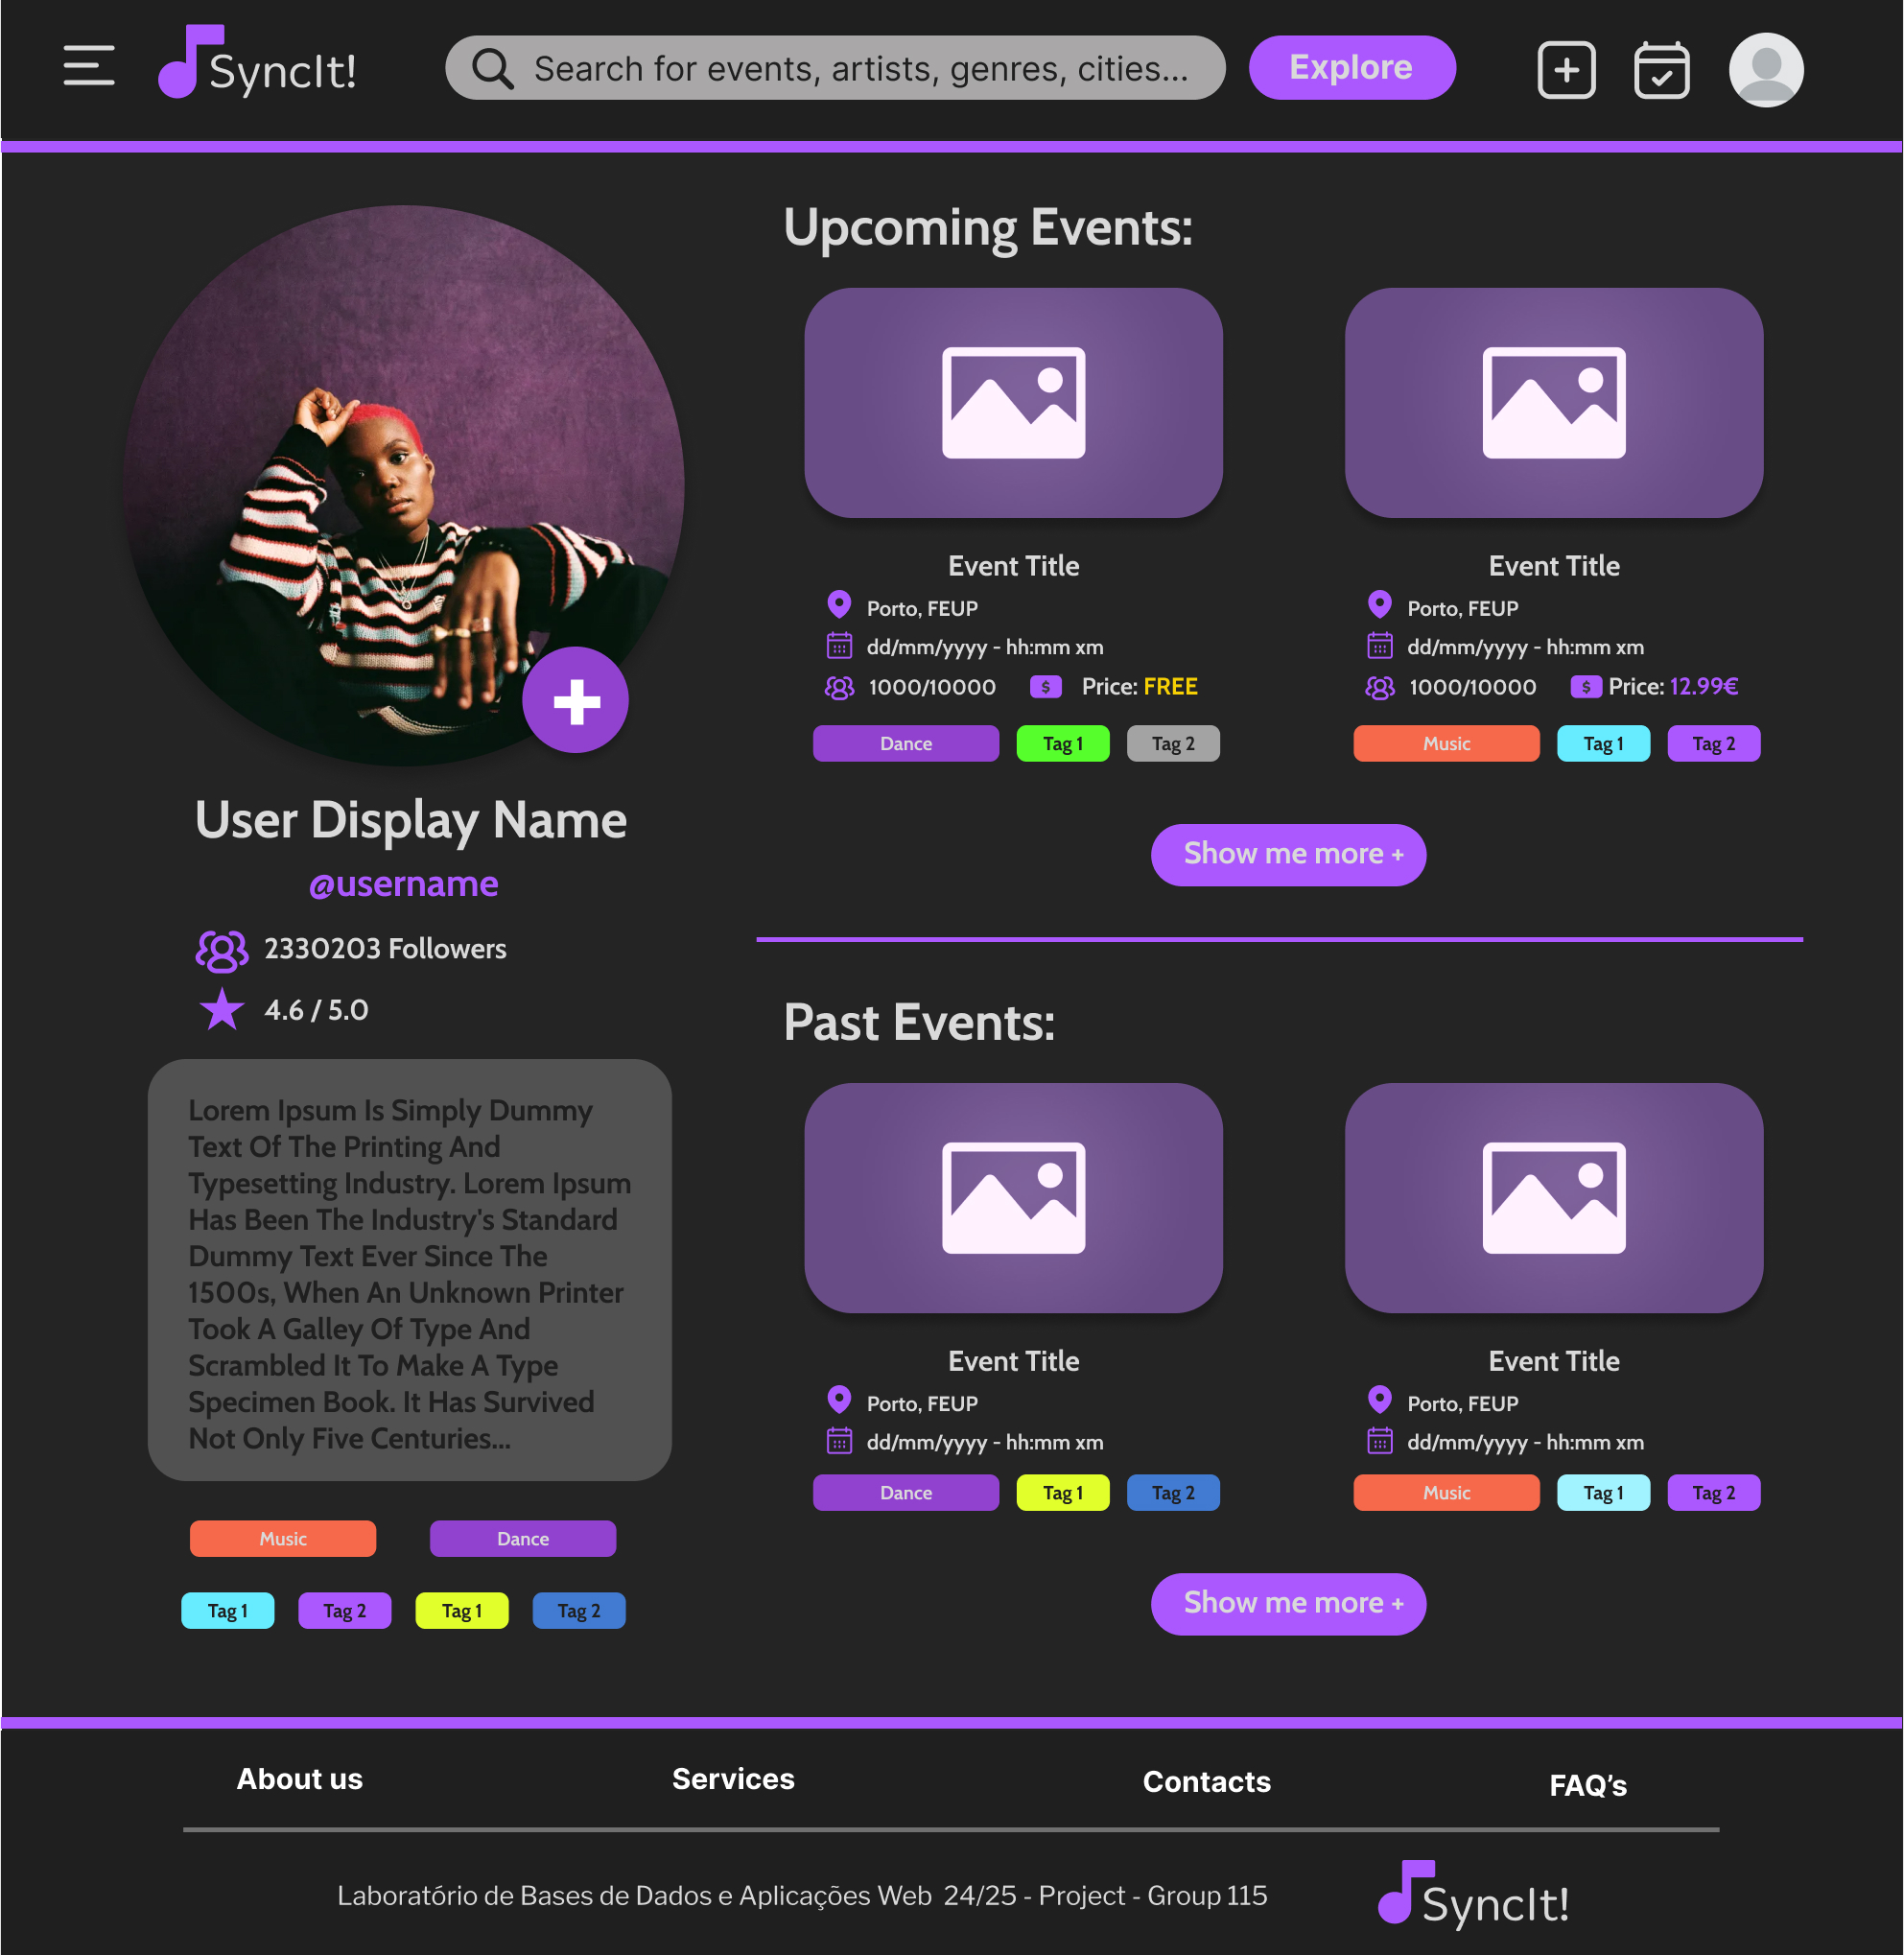 SyncIt!
Search for events, artists, genres, cities...
Explore
User Display Name
@username
2330203 Followers
4.6 / 5.0
Lorem Ipsum Is Simply Dummy
Text Of The Printing And
Typesetting Industry. Lorem Ipsum
Has Been The Industry's Standard
Dummy Text Ever Since The
1500s, When An Unknown Printer
Took A Galley Of Type And
Scrambled It To Make A Type
Specimen Book. It Has Survived
Not Only Five Centuries...
Music
Dance
Tag 1
Tag 2
Tag 1
Tag 2
Upcoming Events:
Event Title
Porto, FEUP
dd/mm/yyyy - hh:mm xm
1000/10000
$
Price: FREE
Dance
Tag 1
Tag 2
Event Title
Porto, FEUP
dd/mm/yyyy - hh:mm xm
1000/10000
$
Price: 12.99€
Music
Tag 1
Tag 2
Show me more +
Past Events:
Event Title
Porto, FEUP
dd/mm/yyyy - hh:mm xm
Dance
Tag 1
Tag 2
Event Title
Porto, FEUP
dd/mm/yyyy - hh:mm xm
Music
Tag 1
Tag 2
Show me more +
About us
Services
Contacts
FAQ’s
Laboratório de Bases de Dados e Aplicações Web 24/25 - Project - Group 115
SyncIt!